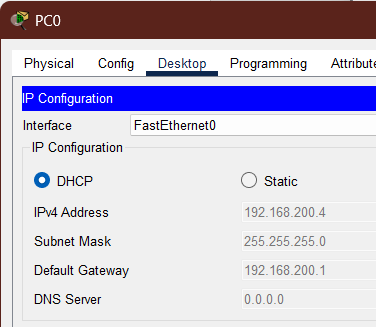 PC0
Physical Config Desktop Programming Attribute
IP Configuration
Interface FastEthernet0
IP Configuration
DHCP Static
IPv4 Address 192.168.200.4
Subnet Mask 255.255.255.0
Default Gateway 192.168.200.1
DNS Server 0.0.0.0